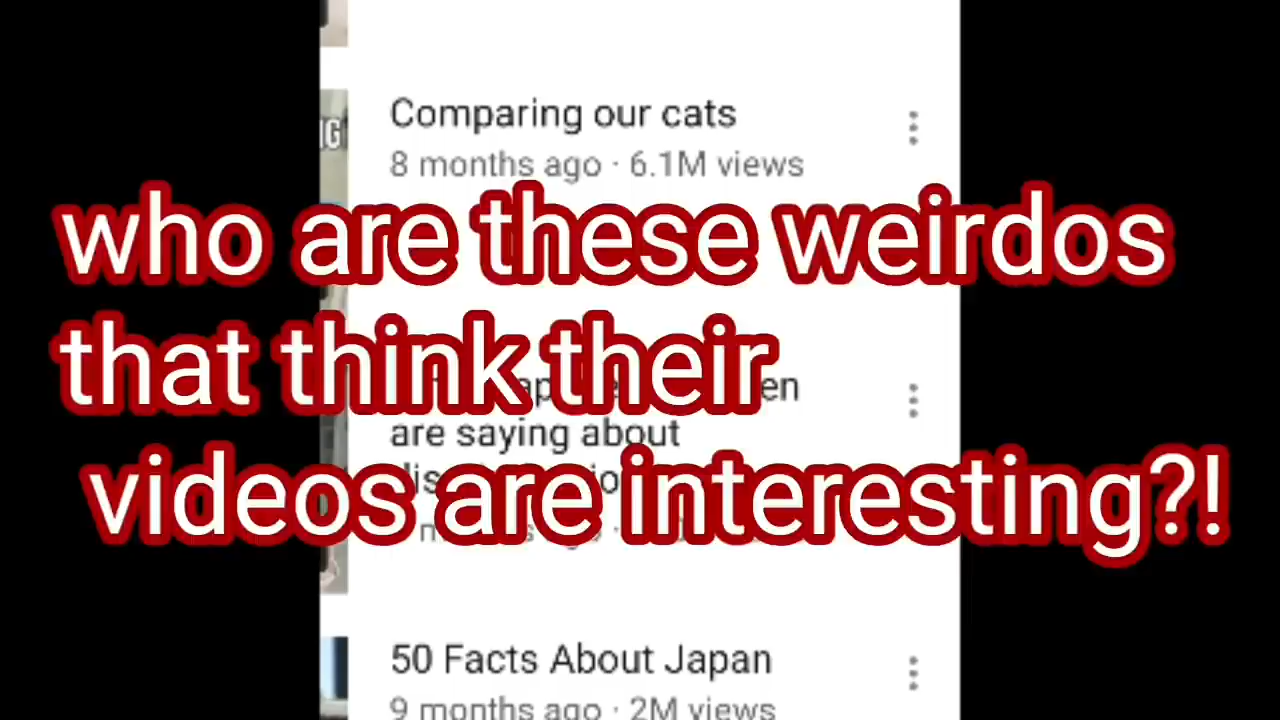 IG
Comparing our cats
8 months ago · 6.1M views
who are these weirdos
that think their
are saying about
videos are interesting?!
50 Facts About Japan
9 months ago · 2M views